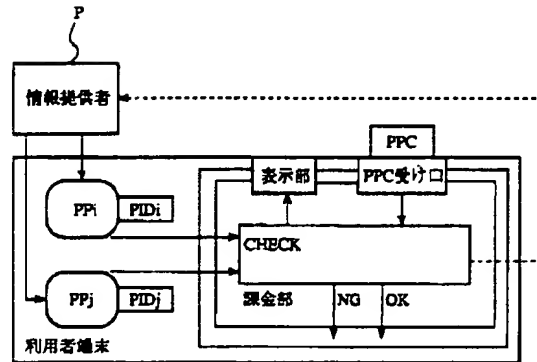 P
情報提供者
PPC
表示部
PPC受け口
PPi
PIDi
CHECK
PPj
PIDj
課金部
NG
OK
利用者端末